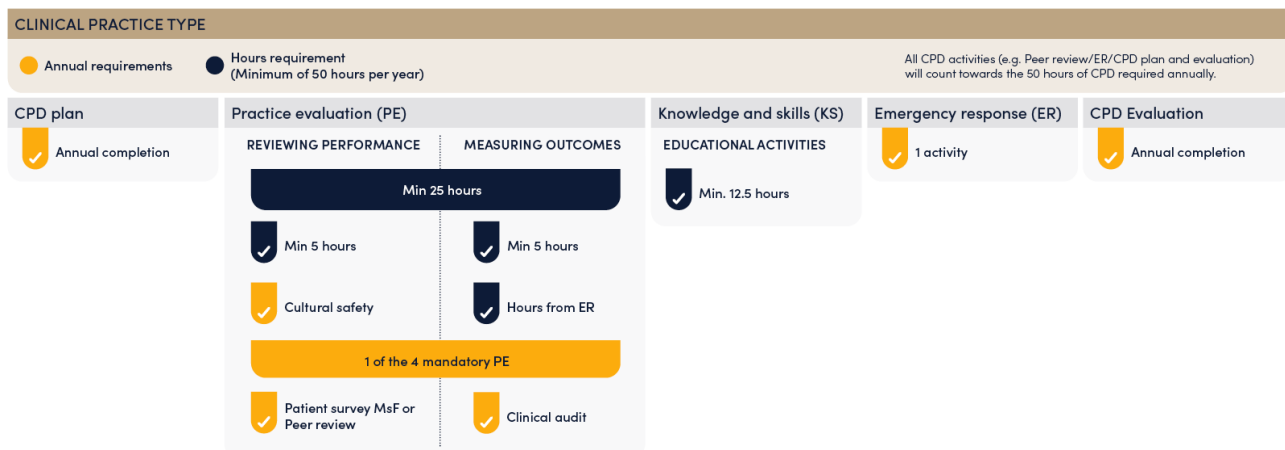 CLINICAL PRACTICE TYPE
Annual requirements
Hours requirement
(Minimum of 50 hours per year)
All CPD activities (e.g. Peer review/ER/CPD plan and evaluation)
will count towards the 50 hours of CPD required annually.
CPD plan
Annual completion
Practice evaluation (PE)
REVIEWING PERFORMANCE
MEASURING OUTCOMES
Min 25 hours
Min 5 hours
Min 5 hours
Cultural safety
Hours from ER
1 of the 4 mandatory PE
Patient survey MsF or
Peer review
Clinical audit
Knowledge and skills (KS)
EDUCATIONAL ACTIVITIES
Min. 12.5 hours
Emergency response (ER)
1 activity
CPD Evaluation
Annual completion